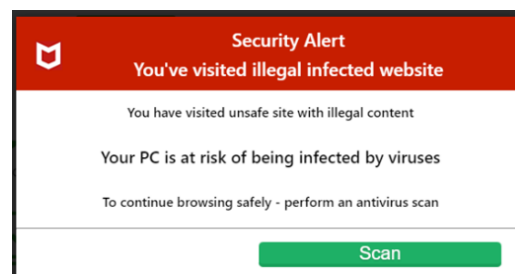 Security Alert
You've visited illegal infected website
You have visited unsafe site with illegal content
Your PC is at risk of being infected by viruses
To continue browsing safely - perform an antivirus scan
Scan